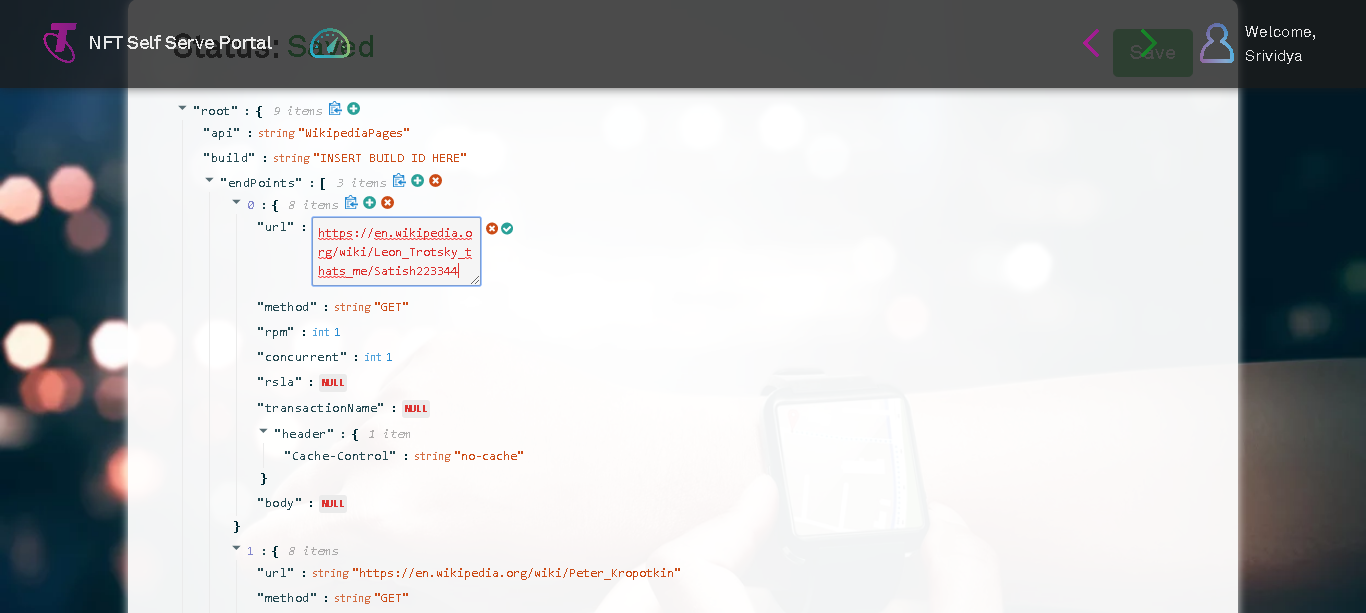 NFT Self Serve Portal
Status: Saved
Save
Welcome,
Srividya
"root" : { 9 items
"api" : string "WikipediaPages"
"build" : string "INSERT BUILD ID HERE"
"endPoints" : [ 3 items
0 : { 8 items
"url" : https://en.wikipedia.o
rg/wiki/Leon_Trotsky_t
hats_me/Satish223344
"method" : string "GET"
"rpm" : int 1
"concurrent" : int 1
"rsla" : NULL
"transactionName" : NULL
"header" : { 1 item
"Cache-Control" : string "no-cache"
}
"body" : NULL
}
1 : { 8 items
"url" : string "https://en.wikipedia.org/wiki/Peter_Kropotkin"
"method" : string "GET"